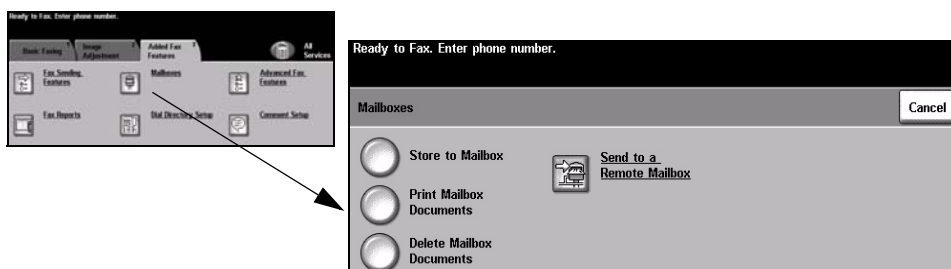 Ready to Fax. Enter phone number.
Basic Faxing
Image Adjustment
Added Fax Features
All Services
Fax Sending Features
Mailboxes
Advanced Fax Features
Fax Reports
Dial Directory Setup
Comment Setup
Ready to Fax. Enter phone number.
Mailboxes
Cancel
Store to Mailbox
Send to a
Remote Mailbox
Print Mailbox
Documents
Delete Mailbox
Documents